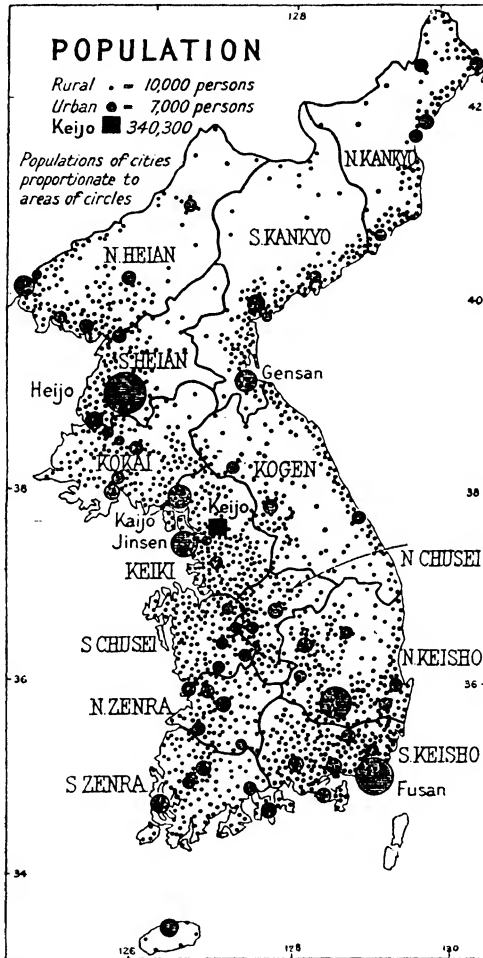 128
POPULATION
Rural . = 10,000 persons
Urban = 7,000 persons
Keijo ■ 340,300
Populations of cities
proportionate to
areas of circles
42
N.KANKYO
S.KANKYO
N.HEIAN
40
S.HEIAN
Gensan
Heijo
KOKAI
KOGEN
38
38
Keijo
Kaijo
Jinsen
N CHUSEI
KEIKI
S CHUSEI
N.KEISHO
36
36
N.ZENRA
S.KEISHO
S ZENRA
Fusan
34
126
128
130